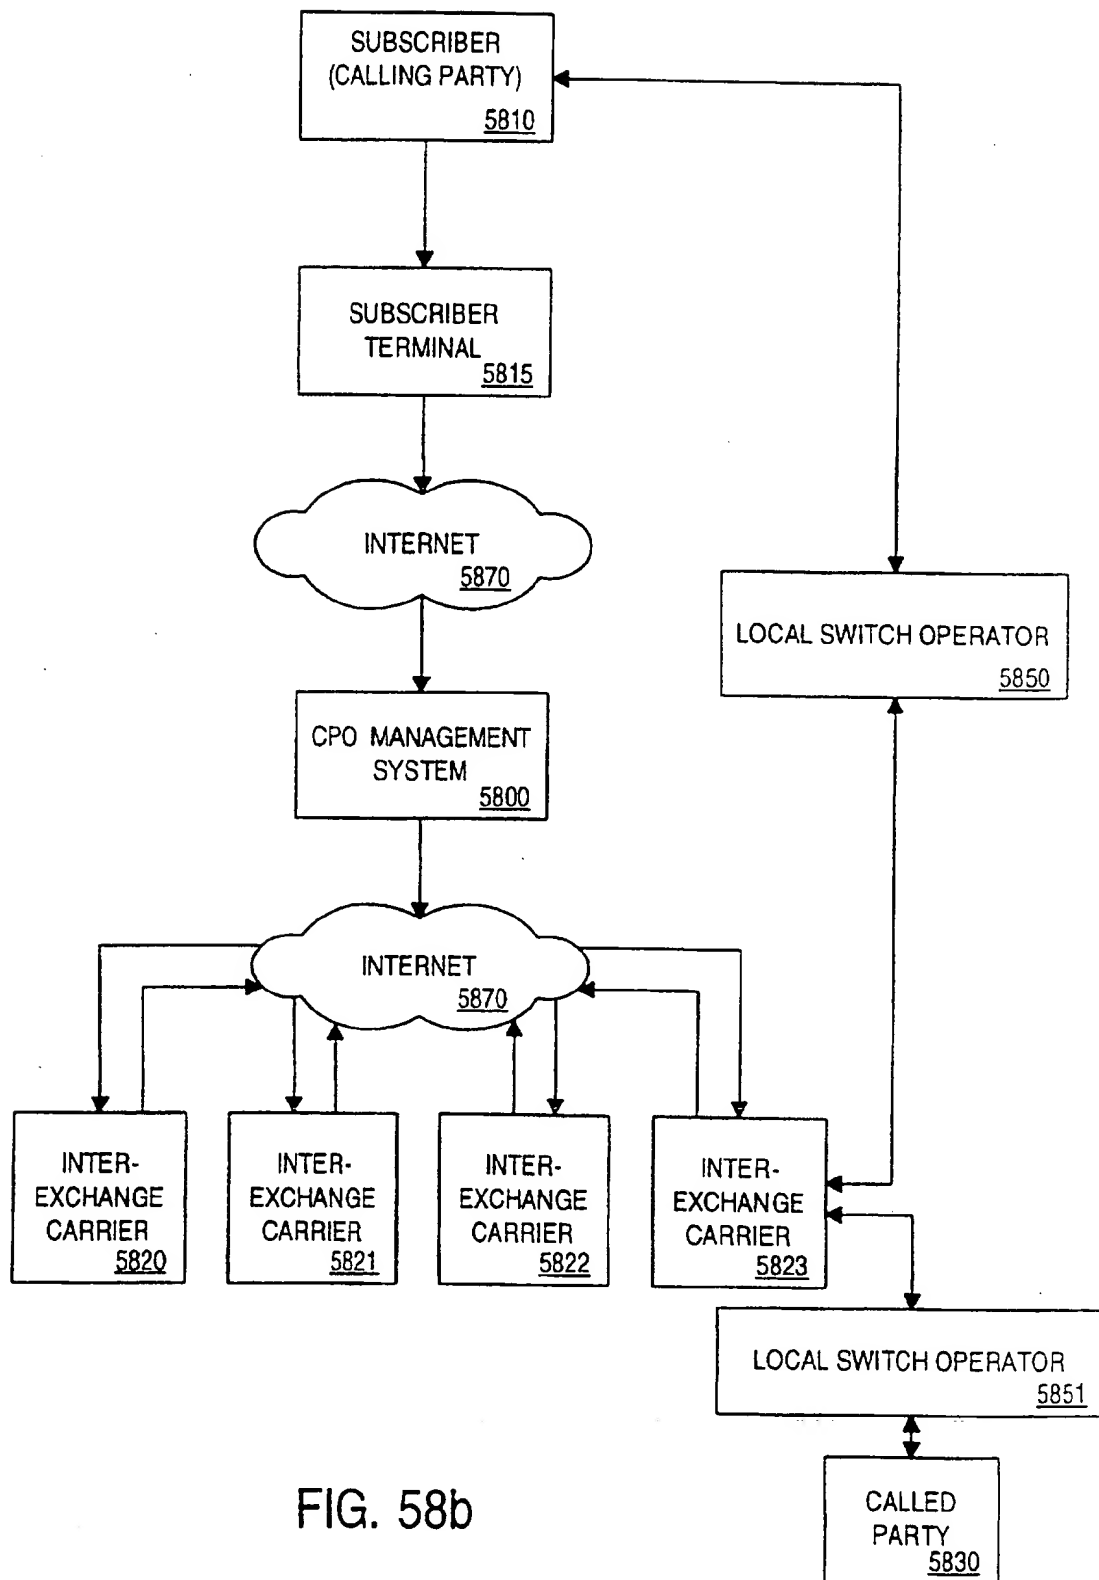 SUBSCRIBER
(CALLING PARTY)
5810
SUBSCRIBER
TERMINAL
5815
INTERNET
5870
LOCAL SWITCH OPERATOR
5850
CPO MANAGEMENT
SYSTEM
5800
INTERNET
5870
INTER-
EXCHANGE
CARRIER
5820
INTER-
EXCHANGE
CARRIER
5821
INTER-
EXCHANGE
CARRIER
5822
INTER-
EXCHANGE
CARRIER
5823
LOCAL SWITCH OPERATOR
5851
CALLED
PARTY
5830
FIG. 58b